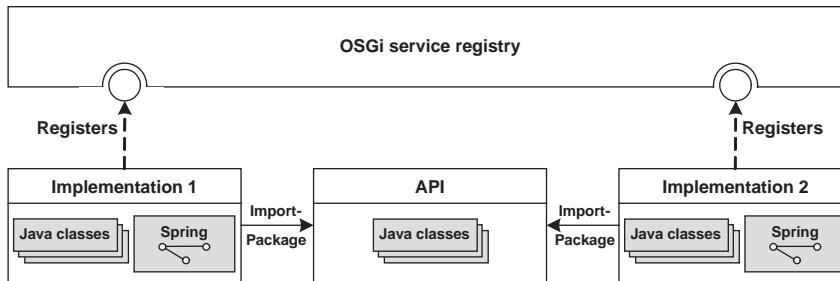 OSGi service registry
Registers
Registers
Implementation 1
API
Implementation 2
Java classes
Spring
Import-
Package
Java classes
Import-
Package
Java classes
Spring